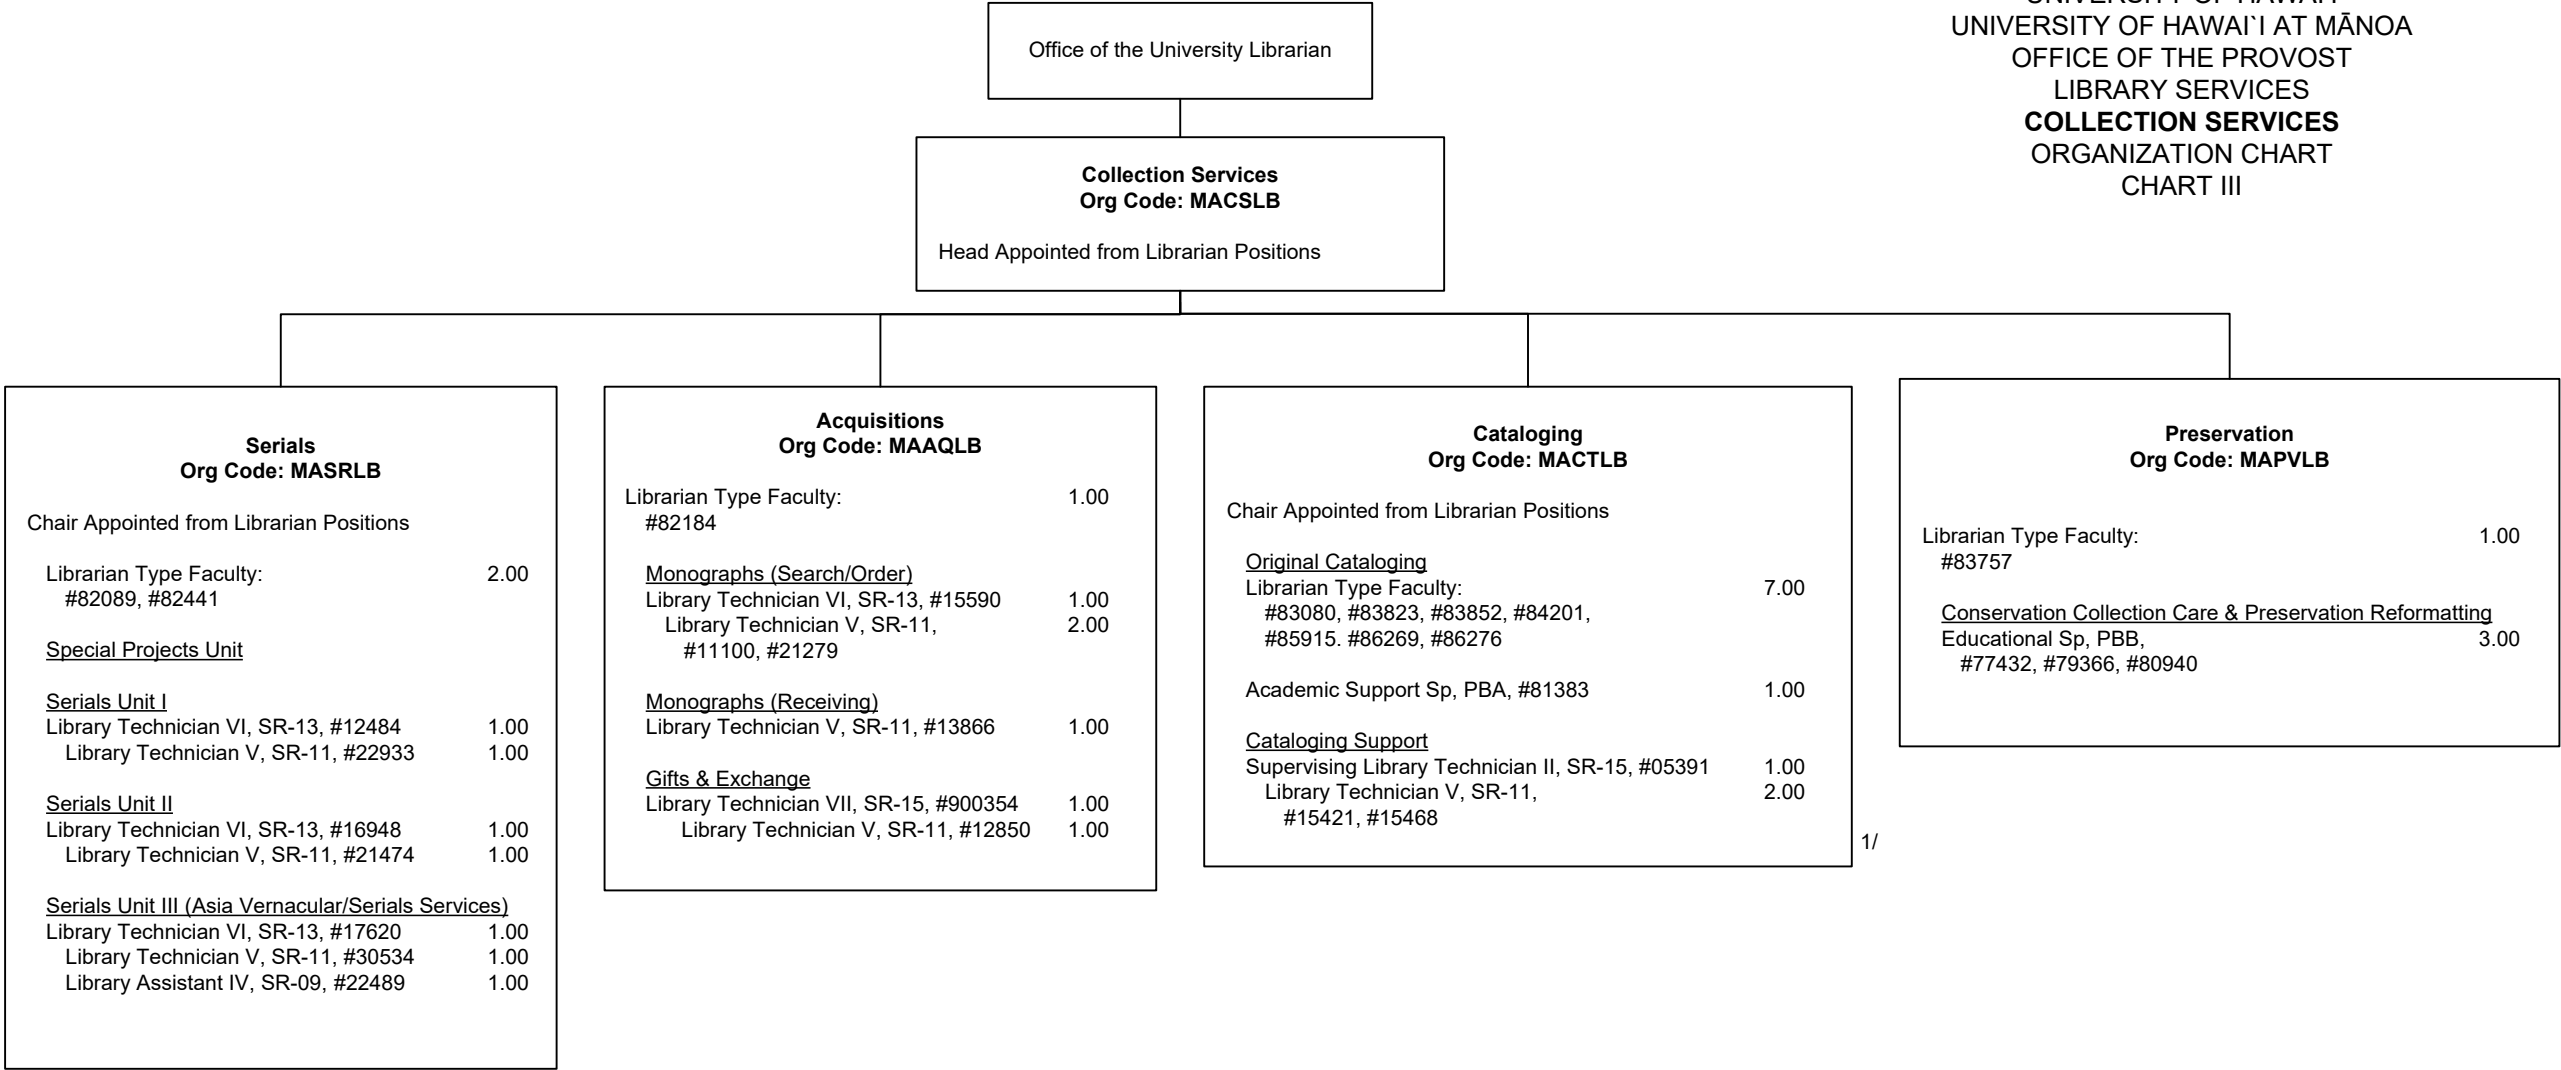 UNIVERSITY OF HAWAI`I AT MĀNOA
OFFICE OF THE PROVOST
LIBRARY SERVICES
COLLECTION SERVICES
ORGANIZATION CHART
CHART III
Office of the University Librarian
Collection Services
Org Code: MACSLB
Head Appointed from Librarian Positions
Serials
Org Code: MASRLB
Chair Appointed from Librarian Positions
Librarian Type Faculty: 2.00
#82089, #82441
Special Projects Unit
Serials Unit I
Library Technician VI, SR-13, #12484 1.00
Library Technician V, SR-11, #22933 1.00
Serials Unit II
Library Technician VI, SR-13, #16948 1.00
Library Technician V, SR-11, #21474 1.00
Serials Unit III (Asia Vernacular/Serials Services)
Library Technician VI, SR-13, #17620 1.00
Library Technician V, SR-11, #30534 1.00
Library Assistant IV, SR-09, #22489 1.00
Acquisitions
Org Code: MAAQLB
Librarian Type Faculty: 1.00
#82184
Monographs (Search/Order)
Library Technician VI, SR-13, #15590 1.00
Library Technician V, SR-11, 2.00
#11100, #21279
Monographs (Receiving)
Library Technician V, SR-11, #13866 1.00
Gifts & Exchange
Library Technician VII, SR-15, #900354 1.00
Library Technician V, SR-11, #12850 1.00
Cataloging
Org Code: MACTLB
Chair Appointed from Librarian Positions
Original Cataloging
Librarian Type Faculty: 7.00
#83080, #83823, #83852, #84201,
#85915. #86269, #86276
Academic Support Sp, PBA, #81383 1.00
Cataloging Support
Supervising Library Technician II, SR-15, #05391 1.00
Library Technician V, SR-11, 2.00
#15421, #15468
1/
Preservation
Org Code: MAPVLB
Librarian Type Faculty: 1.00
#83757
Conservation Collection Care & Preservation Reformatting
Educational Sp, PBB, 3.00
#77432, #79366, #80940